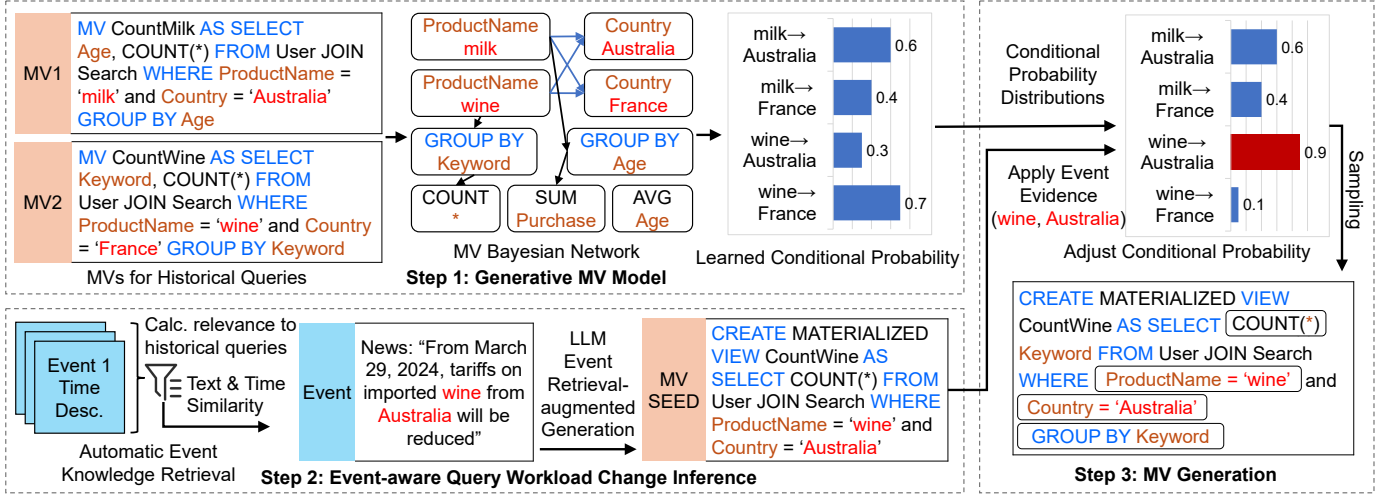 MV1
MV CountMilk AS SELECT
Age, COUNT(*) FROM User JOIN
Search WHERE ProductName =
‘milk’ and Country = ‘Australia’
GROUP BY Age
MV2
MV CountWine AS SELECT
Keyword, COUNT(*) FROM
User JOIN Search WHERE
ProductName = ‘wine’ and Country
= ‘France’ GROUP BY Keyword
MVs for Historical Queries
ProductName
milk
Country
Australia
ProductName
wine
Country
France
GROUP BY
Keyword
GROUP BY
Age
COUNT
*
SUM
Purchase
AVG
Age
MV Bayesian Network
Step 1: Generative MV Model
milk→
Australia
0.6
milk→
France
0.4
wine→
Australia
0.3
wine→
France
0.7
Learned Conditional Probability
Conditional
Probability
Distributions
Apply Event
Evidence
(wine, Australia)
milk→
Australia
0.6
milk→
France
0.4
wine→
Australia
0.9
wine→
France
0.1
Adjust Conditional Probability
Sampling
Event 1
Time
Desc.
Calc. relevance to
historical queries
Text & Time
Similarity
Automatic Event
Knowledge Retrieval
Event
News: “From March
29, 2024, tariffs on
imported wine from
Australia will be
reduced”
LLM
Event
Retrieval-
augmented
Generation
MV
SEED
CREATE MATERIALIZED
VIEW CountWine AS
SELECT COUNT(*) FROM
User JOIN Search WHERE
ProductName = ‘wine’ and
Country = ‘Australia’
Step 2: Event-aware Query Workload Change Inference
CREATE MATERIALIZED VIEW
CountWine AS SELECT COUNT(*)
Keyword FROM User JOIN Search
WHERE ProductName = ‘wine’ and
Country = ‘Australia’
GROUP BY Keyword
Step 3: MV Generation